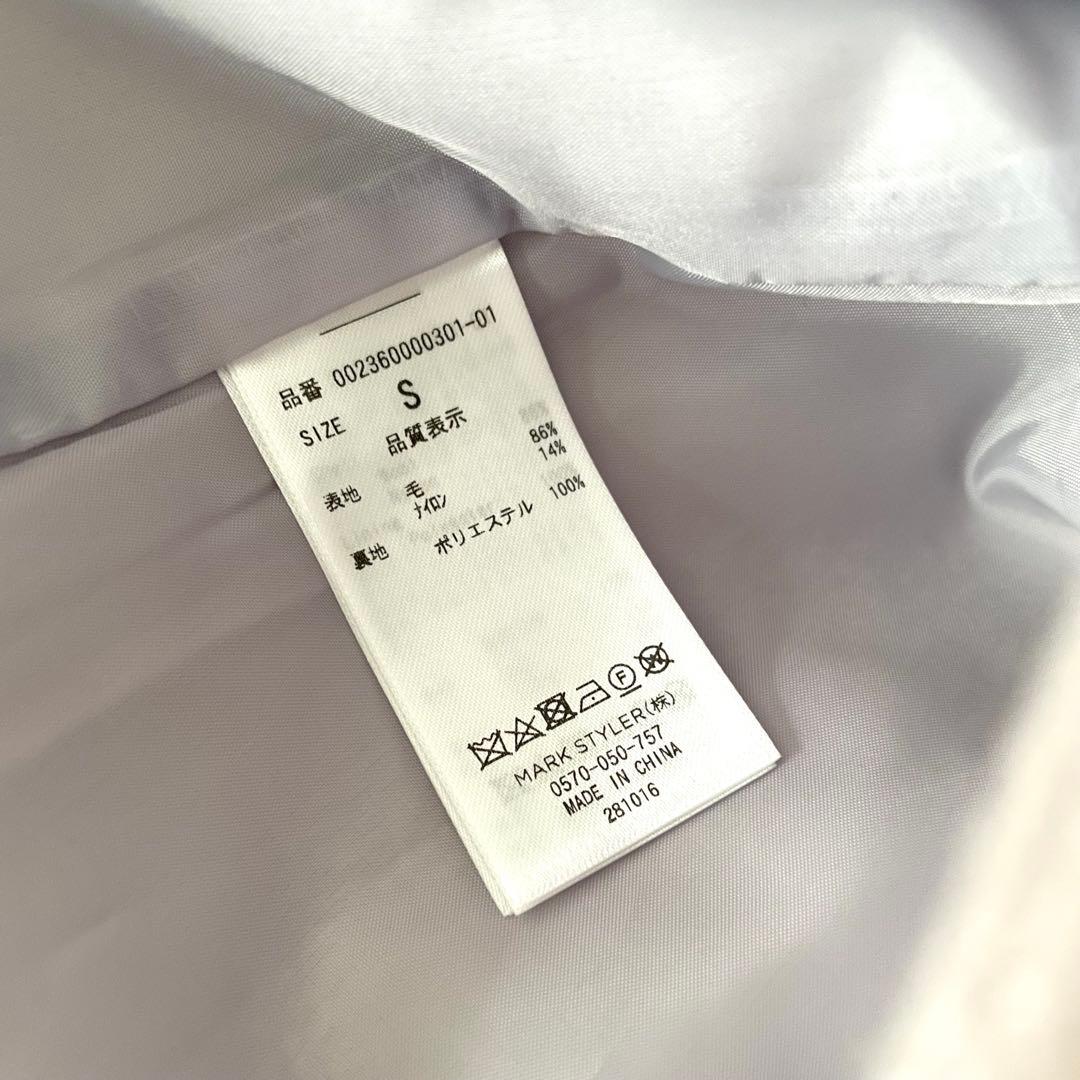 品番 002360000301-01
SIZE S
品質表示
表地 毛 86%
ナイロン 14%
裏地 ポリエステル 100%
MARK STYLER(株)
0570-050-757
MADE IN CHINA
281016